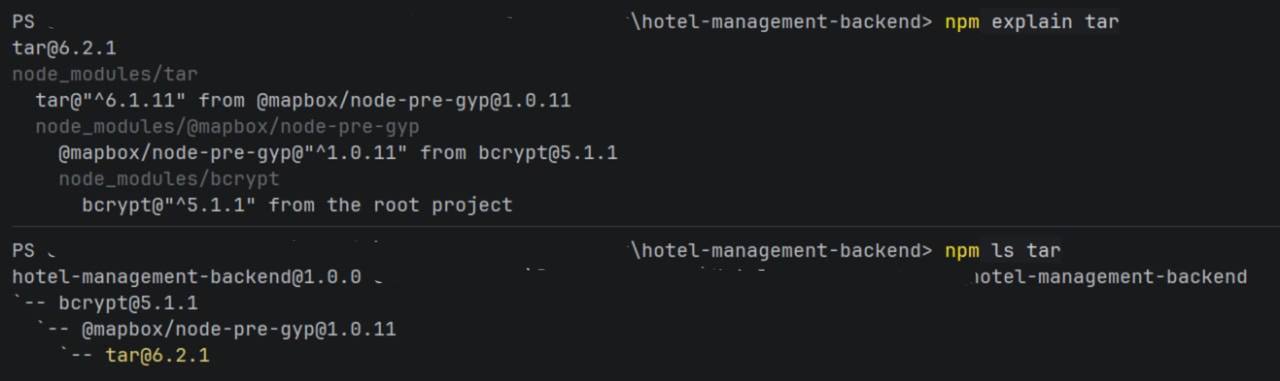 PS \hotel-management-backend> npm explain tar
tar@6.2.1
node_modules/tar
tar@"^6.1.11" from @mapbox/node-pre-gyp@1.0.11
node_modules/@mapbox/node-pre-gyp
@mapbox/node-pre-gyp@"^1.0.11" from bcrypt@5.1.1
node_modules/bcrypt
bcrypt@"^5.1.1" from the root project
PS \hotel-management-backend> npm ls tar
hotel-management-backend@1.0.0 hotel-management-backend
`-- bcrypt@5.1.1
`-- @mapbox/node-pre-gyp@1.0.11
`-- tar@6.2.1